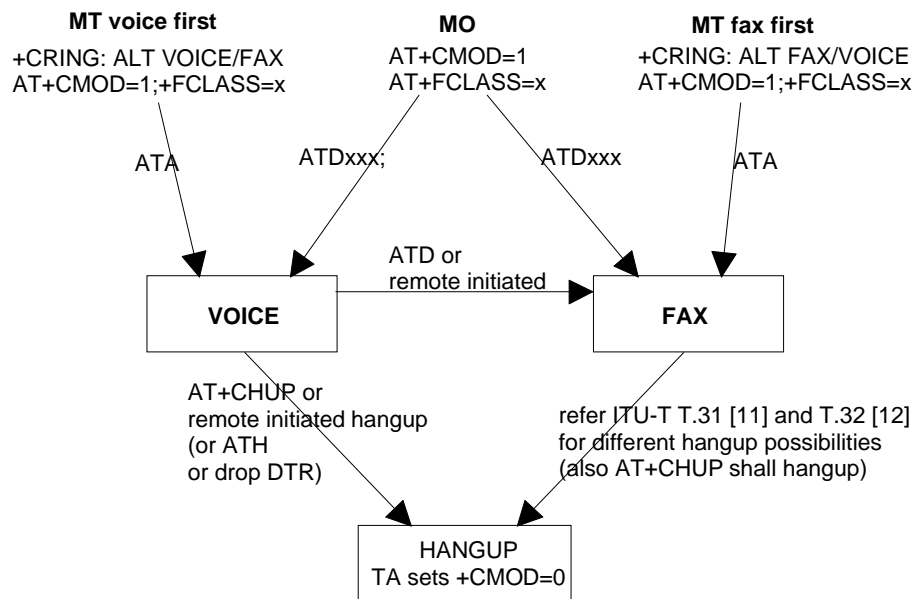 MT voice first
+CRING: ALT VOICE/FAX
AT+CMOD=1;+FCLASS=x
MO
AT+CMOD=1
AT+FCLASS=x
MT fax first
+CRING: ALT FAX/VOICE
AT+CMOD=1;+FCLASS=x
ATA
ATDxxx;
ATDxxx
ATA
ATD or
remote initiated
VOICE
FAX
AT+CHUP or
remote initiated hangup
(or ATH
or drop DTR)
refer ITU-T T.31 [11] and T.32 [12]
for different hangup possibilities
(also AT+CHUP shall hangup)
HANGUP
TA sets +CMOD=0